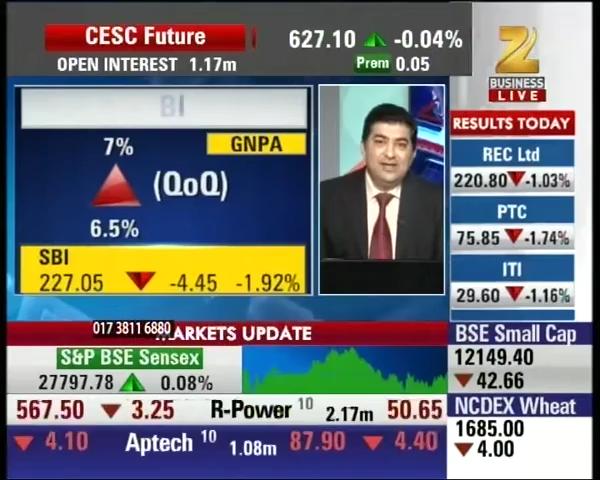 CESC Future
627.10 -0.04%
OPEN INTEREST 1.17m
Prem 0.05
Z
BUSINESS
LIVE
BI
7%
GNPA
(QoQ)
6.5%
SBI
227.05 -4.45 -1.92%
RESULTS TODAY
REC Ltd
220.80 -1.03%
PTC
75.85 -1.74%
ITI
29.60 -1.16%
017 3811 6880
MARKETS UPDATE
S&P BSE Sensex
27797.78 0.08%
BSE Small Cap
12149.40
42.66
567.50 3.25 R-Power 10 2.17m 50.65
NCDEX Wheat
1685.00
4.00
4.10 Aptech 10 1.08m 87.90 4.40